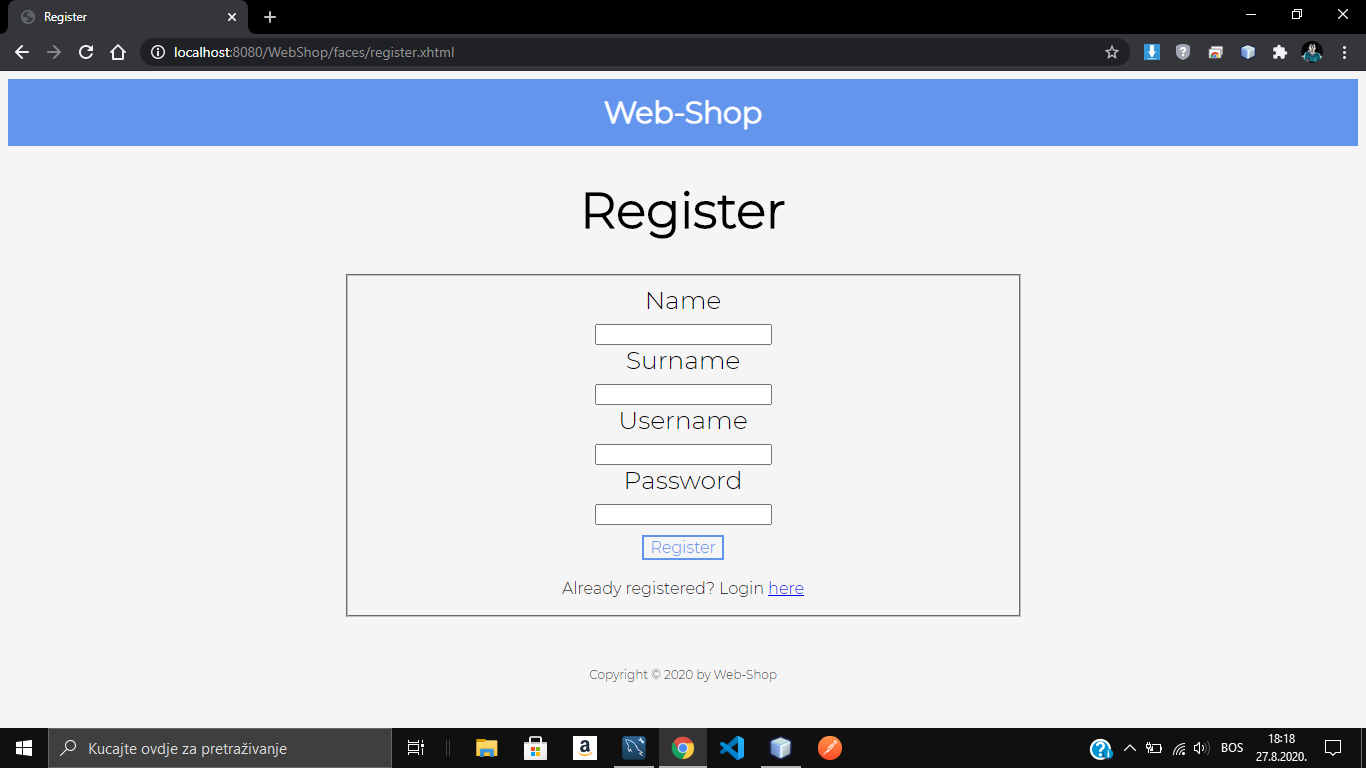 Register
localhost:8080/WebShop/faces/register.xhtml
Web-Shop
Register
Name
Surname
Username
Password
Register
Already registered? Login here
Copyright © 2020 by Web-Shop
Kucajte ovdje za pretraživanje
BOS
18:18
27.8.2020.